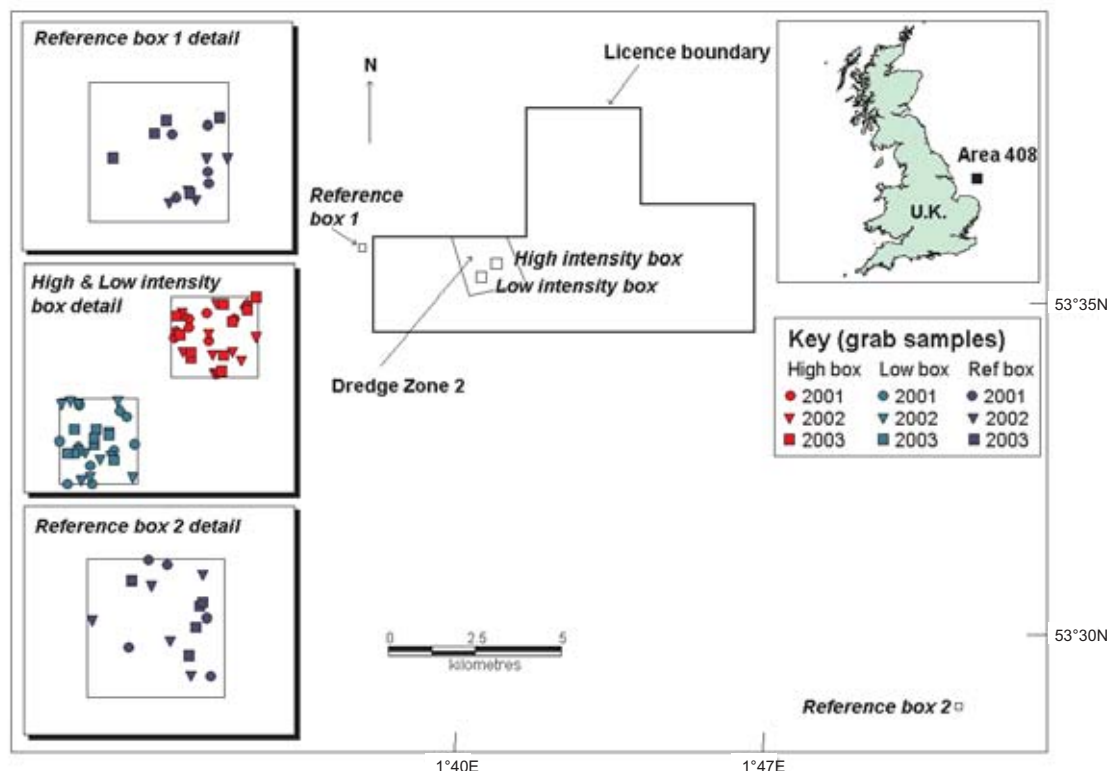 Reference box 1 detail
High & Low intensity
box detail
Reference box 2 detail
N
Licence boundary
Reference
box 1
High intensity box
Low intensity box
Dredge Zone 2
Area 408
U.K.
53°35N
Key (grab samples)
High box Low box Ref box
2001 2001 2001
2002 2002 2002
2003 2003 2003
0 2.5 5
kilometres
53°30N
Reference box 2
1°40E 1°47E